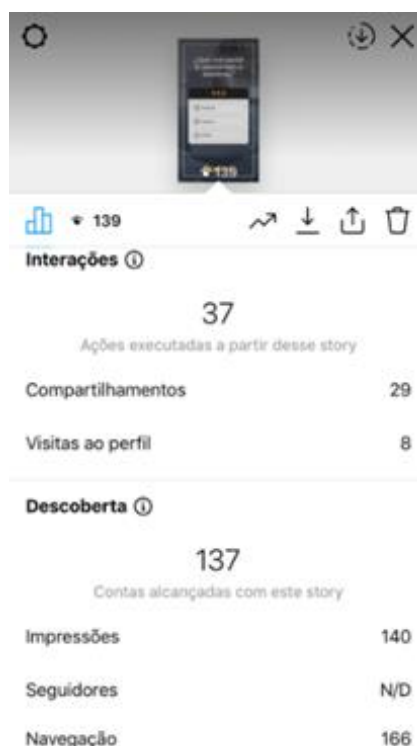 139
139
Interações
37
Ações executadas a partir desse story
Compartilhamentos 29
Visitas ao perfil 8
Descoberta
137
Contas alcançadas com este story
Impressões 140
Seguidores N/D
Navegação 166